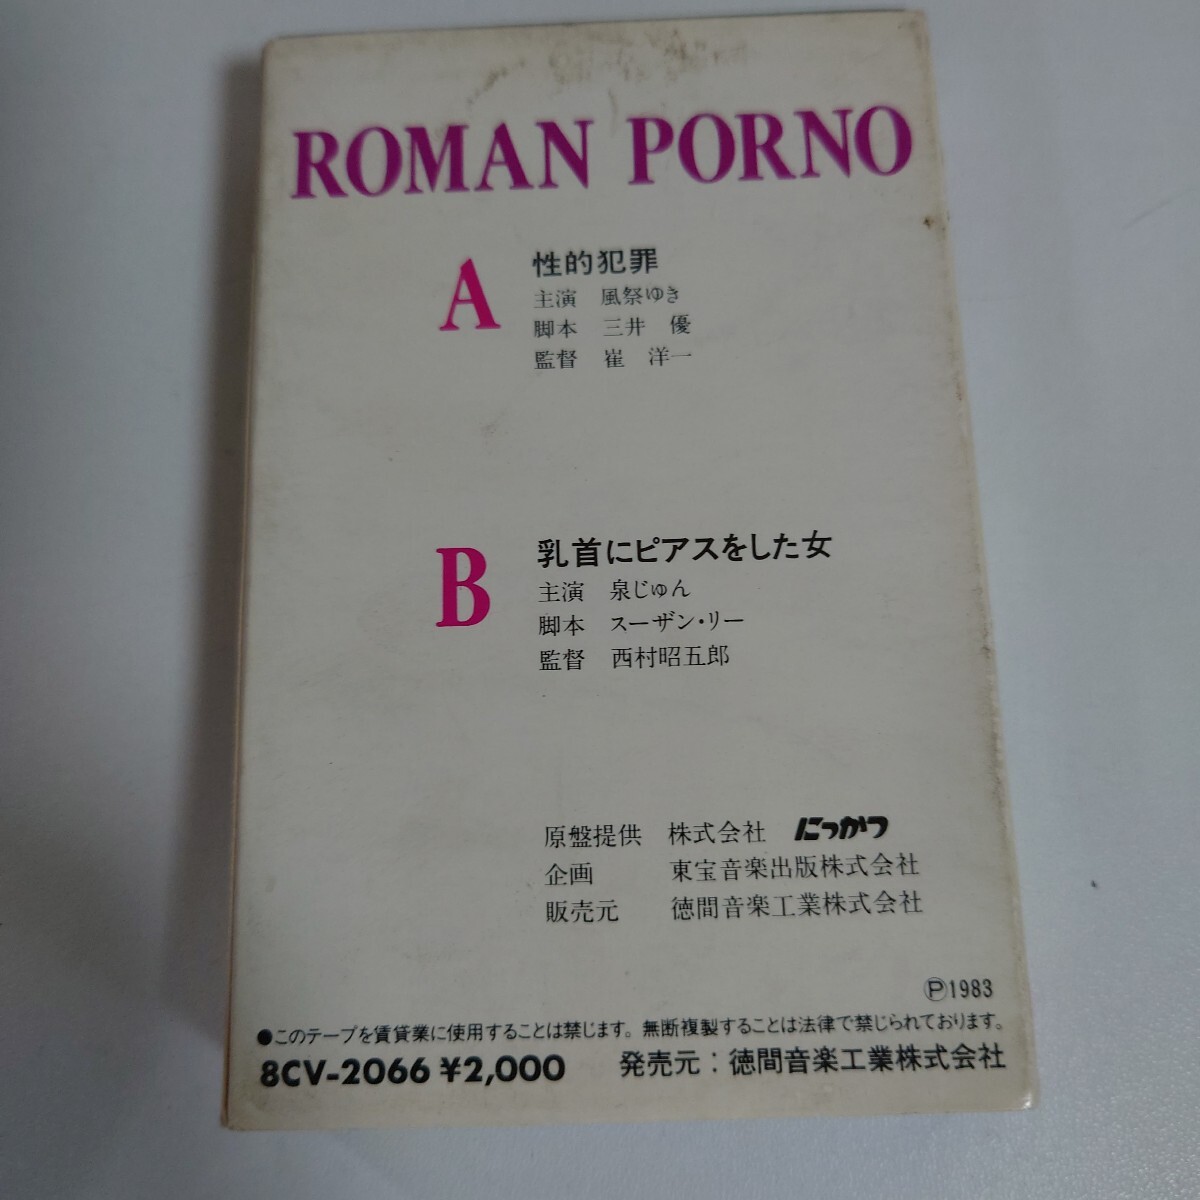 ROMAN PORNO
A
性的犯罪
主演 風祭ゆき
脚本 三井 優
監督 崔 洋一
B
乳首にピアスをした女
主演 泉じゅん
脚本 スーザン・リー
監督 西村昭五郎
原盤提供 株式会社 にっかつ
企画 東宝音楽出版株式会社
販売元 徳間音楽工業株式会社
Ⓟ1983
●このテープを賃貸業に使用することは禁じます。無断複製することは法律で禁じられております。
8CV-2066 ¥2,000 発売元：徳間音楽工業株式会社